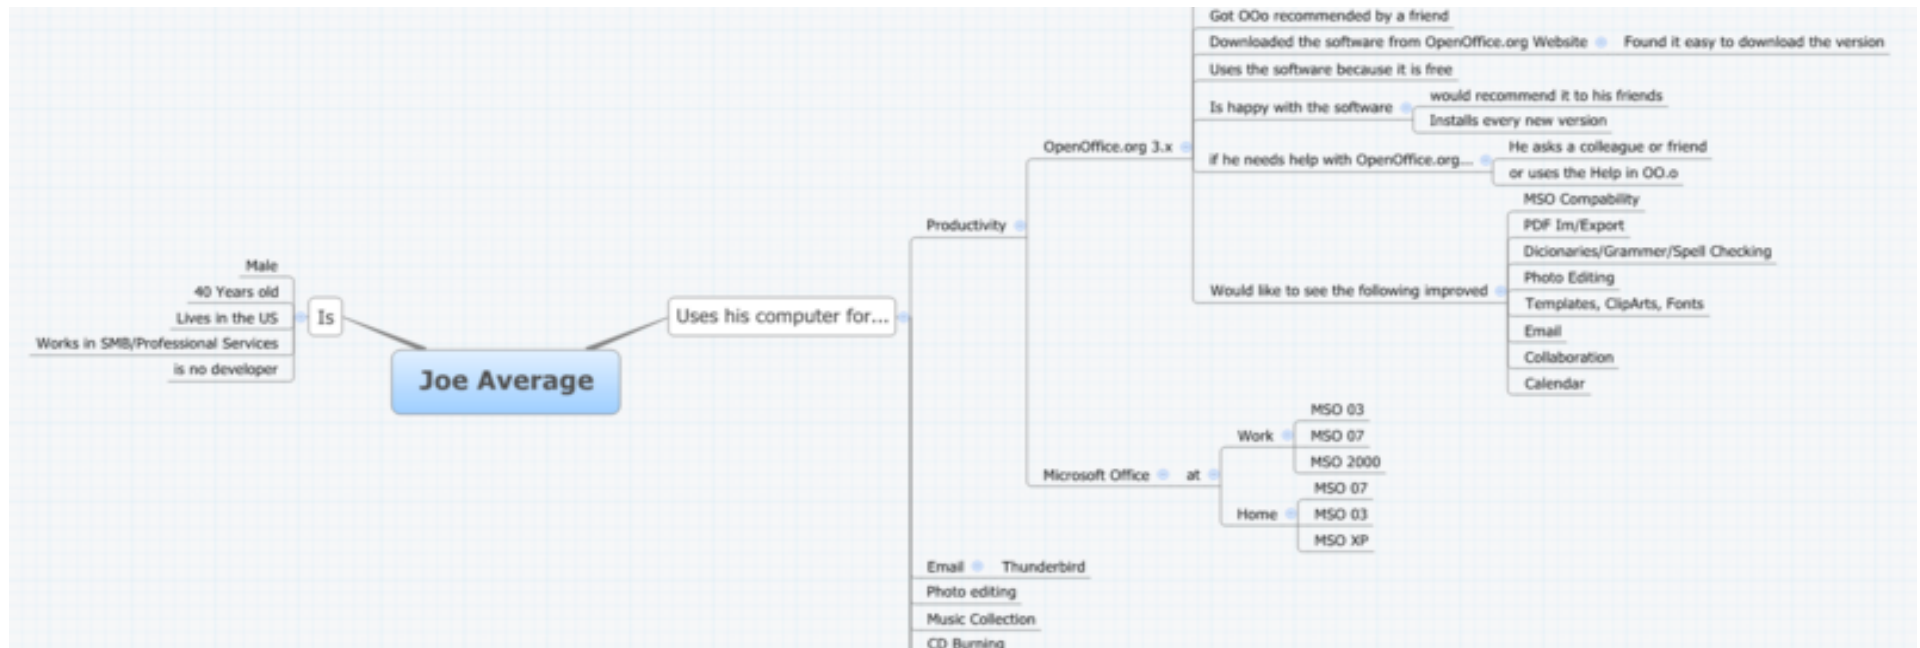 Got OOo recommended by a friend
Downloaded the software from OpenOffice.org Website
Found it easy to download the version
Uses the software because it is free
Is happy with the software
would recommend it to his friends
Installs every new version
OpenOffice.org 3.x
if he needs help with OpenOffice.org...
He asks a colleague or friend
or uses the Help in OO.o
Productivity
Would like to see the following improved
MSO Compability
PDF Im/Export
Dicionaries/Grammer/Spell Checking
Photo Editing
Templates, ClipArts, Fonts
Email
Collaboration
Calendar
Male
40 Years old
Lives in the US
Works in SMB/Professional Services
is no developer
Is
Uses his computer for...
Joe Average
Microsoft Office
at
Work
MSO 03
MSO 07
MSO 2000
Home
MSO 07
MSO 03
MSO XP
Email
Thunderbird
Photo editing
Music Collection
CD Burning